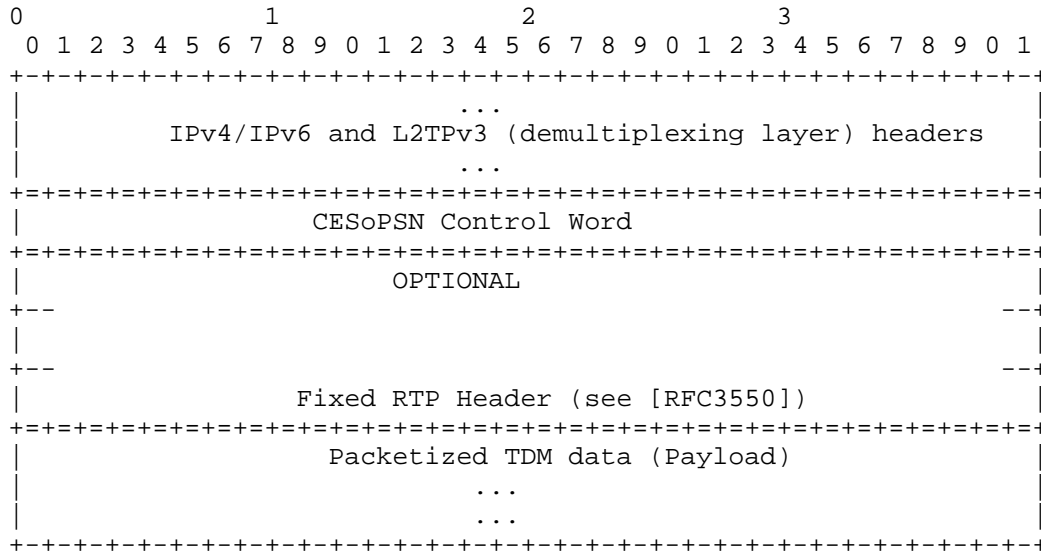 0                   1                   2                   3
 0 1 2 3 4 5 6 7 8 9 0 1 2 3 4 5 6 7 8 9 0 1 2 3 4 5 6 7 8 9 0 1
+-+-+-+-+-+-+-+-+-+-+-+-+-+-+-+-+-+-+-+-+-+-+-+-+-+-+-+-+-+-+-+-+
|                            ...                                |
|         IPv4/IPv6 and L2TPv3 (demultiplexing layer) headers   |
|                            ...                                |
+=+=+=+=+=+=+=+=+=+=+=+=+=+=+=+=+=+=+=+=+=+=+=+=+=+=+=+=+=+=+=+=+
|                  CESoPSN Control Word                         |
+=+=+=+=+=+=+=+=+=+=+=+=+=+=+=+=+=+=+=+=+=+=+=+=+=+=+=+=+=+=+=+=+
|                       OPTIONAL                                |
+--                                                           --+
|                                                               |
+--                                                           --+
|                 Fixed RTP Header (see [RFC3550])              |
+=+=+=+=+=+=+=+=+=+=+=+=+=+=+=+=+=+=+=+=+=+=+=+=+=+=+=+=+=+=+=+=+
|                   Packetized TDM data (Payload)               |
|                            ...                                |
|                            ...                                |
+-+-+-+-+-+-+-+-+-+-+-+-+-+-+-+-+-+-+-+-+-+-+-+-+-+-+-+-+-+-+-+-+